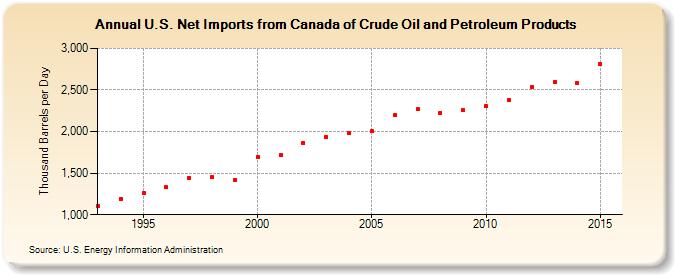 Annual U.S. Net Imports from Canada of Crude Oil and Petroleum Products
Thousand Barrels per Day
3,000
2,500
2,000
1,500
1,000
1995 2000 2005 2010 2015
Source: U.S. Energy Information Administration